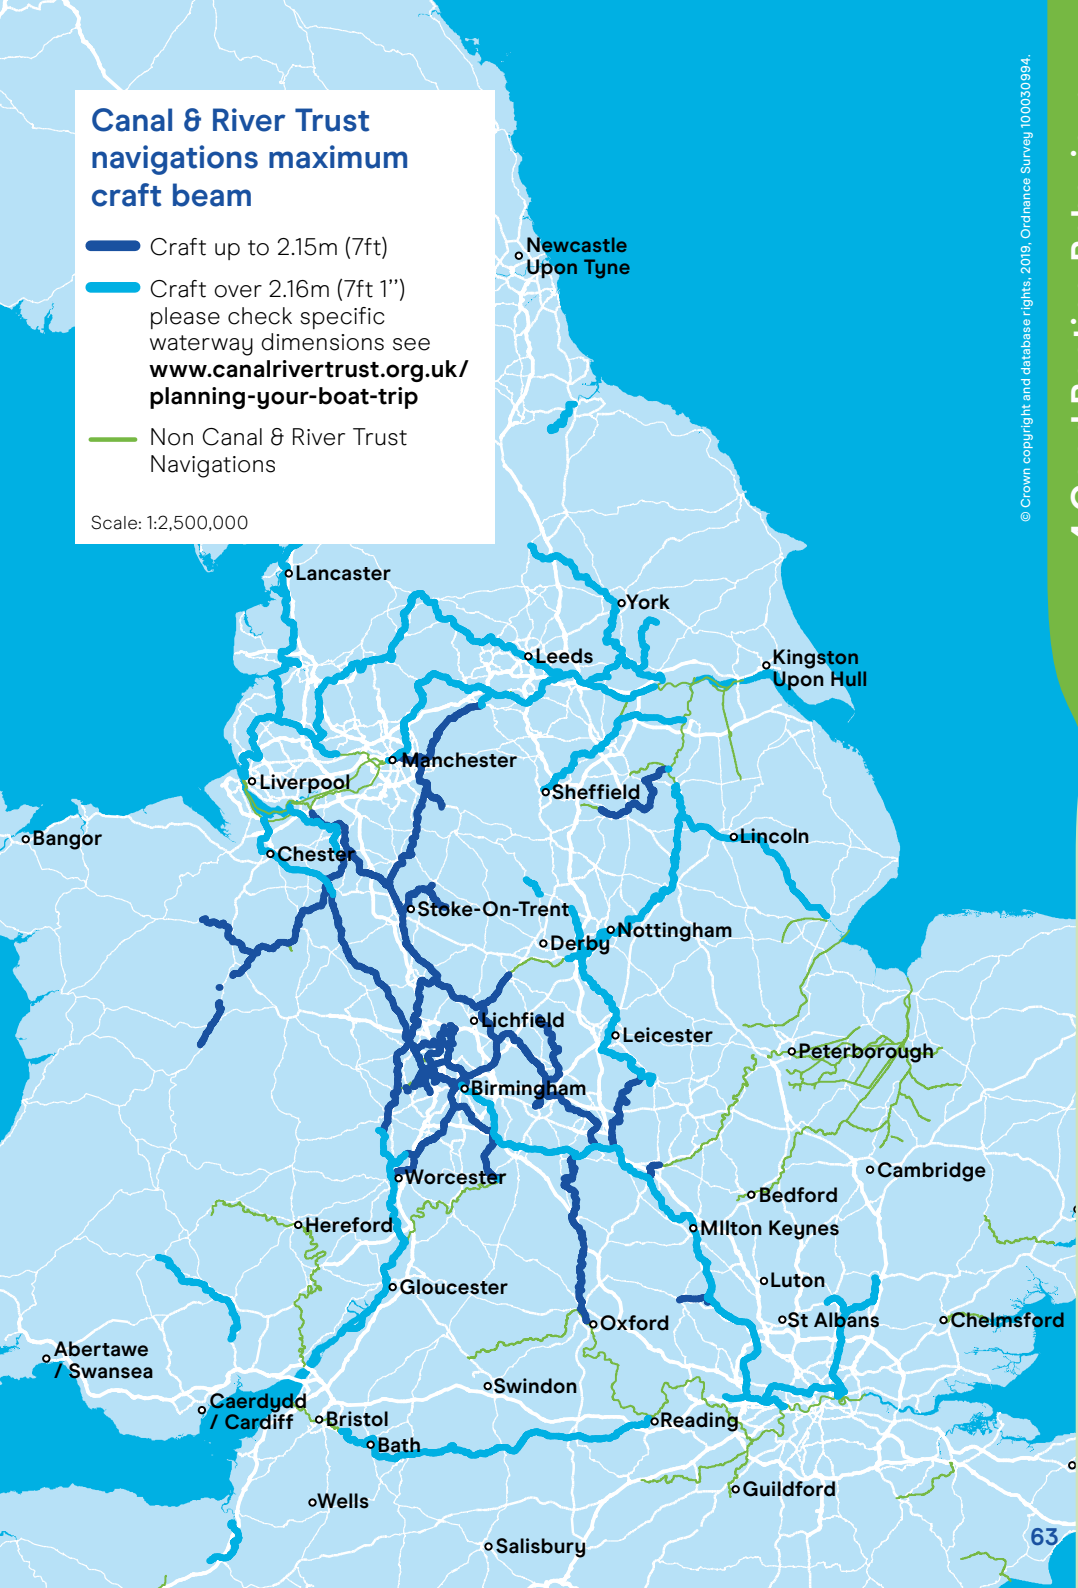 Canal & River Trust
navigations maximum
craft beam
Craft up to 2.15m (7ft)
Craft over 2.16m (7ft 1’’)
please check specific
waterway dimensions see
www.canalrivertrust.org.uk/
planning-your-boat-trip
Non Canal & River Trust
Navigations
Scale: 1:2,500,000
© Crown copyright and database rights, 2019, Ordnance Survey 100030994.
Newcastle
Upon Tyne
Lancaster
York
Leeds
Kingston
Upon Hull
Manchester
Liverpool
Sheffield
Bangor
Lincoln
Chester
Stoke-On-Trent
Nottingham
Derby
Lichfield
Leicester
Peterborough
Birmingham
Worcester
Cambridge
Bedford
Hereford
MIlton Keynes
Luton
Gloucester
Oxford
St Albans
Chelmsford
Abertawe
/ Swansea
Swindon
Caerdydd
/ Cardiff
Bristol
Reading
Bath
Guildford
Wells
Salisbury
63